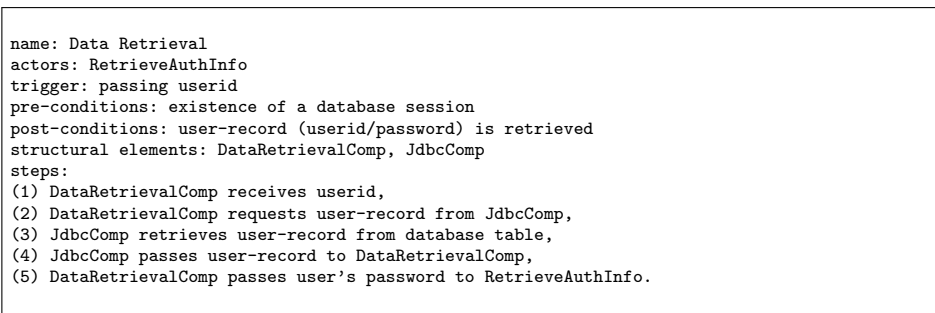 name: Data Retrieval
actors: RetrieveAuthInfo
trigger: passing userid
pre-conditions: existence of a database session
post-conditions: user-record (userid/password) is retrieved
structural elements: DataRetrievalComp, JdbcComp
steps:
(1) DataRetrievalComp receives userid,
(2) DataRetrievalComp requests user-record from JdbcComp,
(3) JdbcComp retrieves user-record from database table,
(4) JdbcComp passes user-record to DataRetrievalComp,
(5) DataRetrievalComp passes user's password to RetrieveAuthInfo.